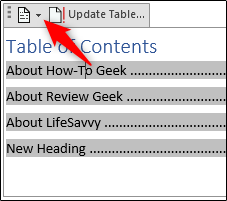 Update Table...
Table of Contents
About How-To Geek ........................
About Review Geek ........................
About LifeSavvy ............................
New Heading ................................